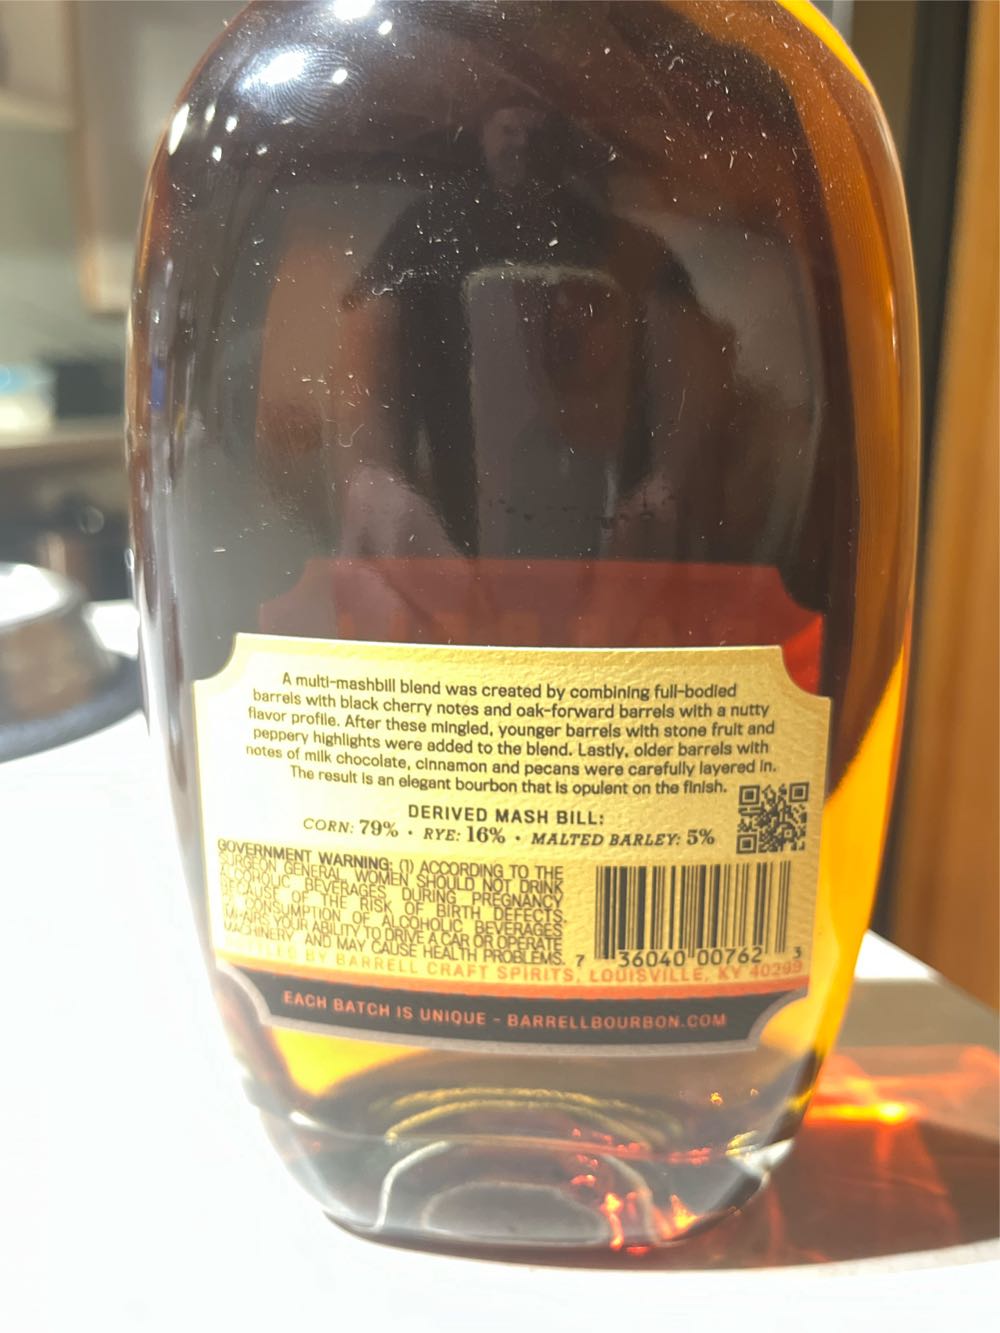 A multi-mashbill blend was created by combining full-bodied
barrels with black cherry notes and oak-forward barrels with a nutty
flavor profile. After these mingled, younger barrels with stone fruit and
peppery highlights were added to the blend. Lastly, older barrels with
notes of milk chocolate, cinnamon and pecans were carefully layered in.
The result is an elegant bourbon that is opulent on the finish.
DERIVED MASH BILL:
CORN: 79% • RYE: 16% • MALTED BARLEY: 5%
GOVERNMENT WARNING: (1) ACCORDING TO THE
SURGEON GENERAL, WOMEN SHOULD NOT DRINK
ALCOHOLIC BEVERAGES DURING PREGNANCY
BECAUSE OF THE RISK OF BIRTH DEFECTS.
CONSUMPTION OF ALCOHOLIC BEVERAGES
IMPAIRS YOUR ABILITY TO DRIVE A CAR OR OPERATE
MACHINERY, AND MAY CAUSE HEALTH PROBLEMS.
7 36040 00762 3
BY BARRELL CRAFT SPIRITS, LOUISVILLE, KY 40299
EACH BATCH IS UNIQUE - BARRELLBOURBON.COM